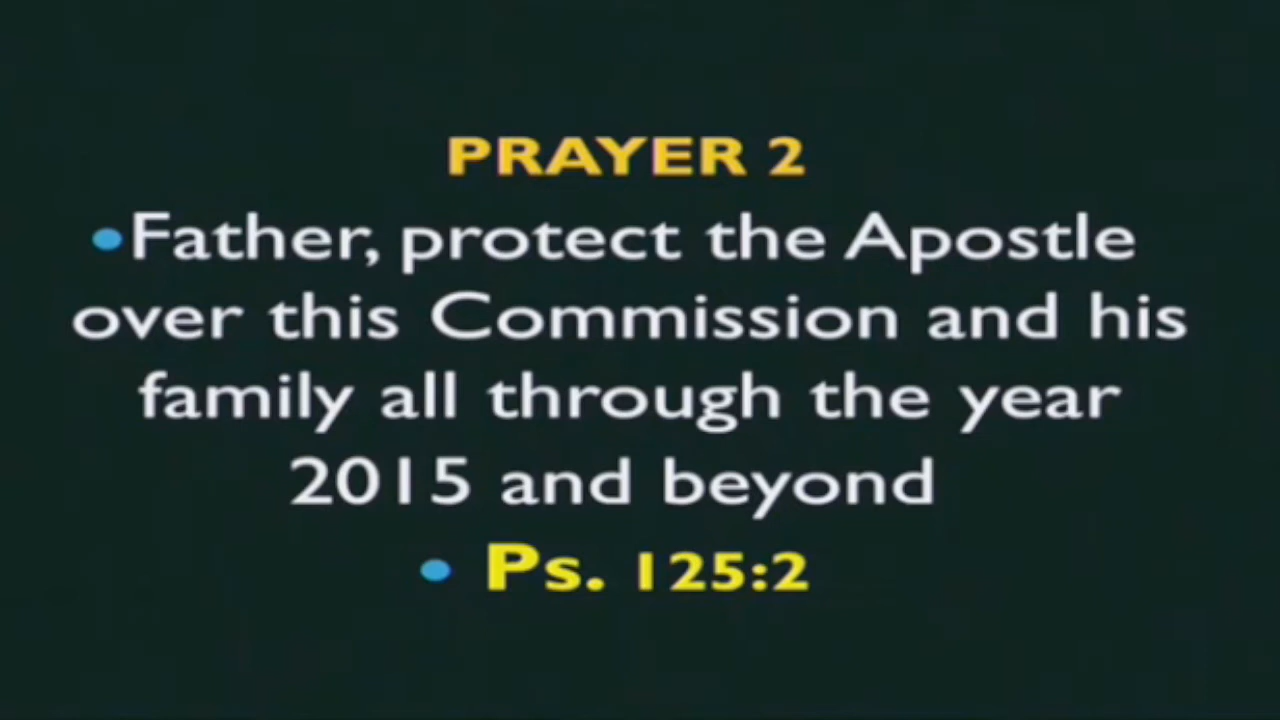 PRAYER 2
•Father, protect the Apostle
over this Commission and his
family all through the year
2015 and beyond
• Ps. 125:2